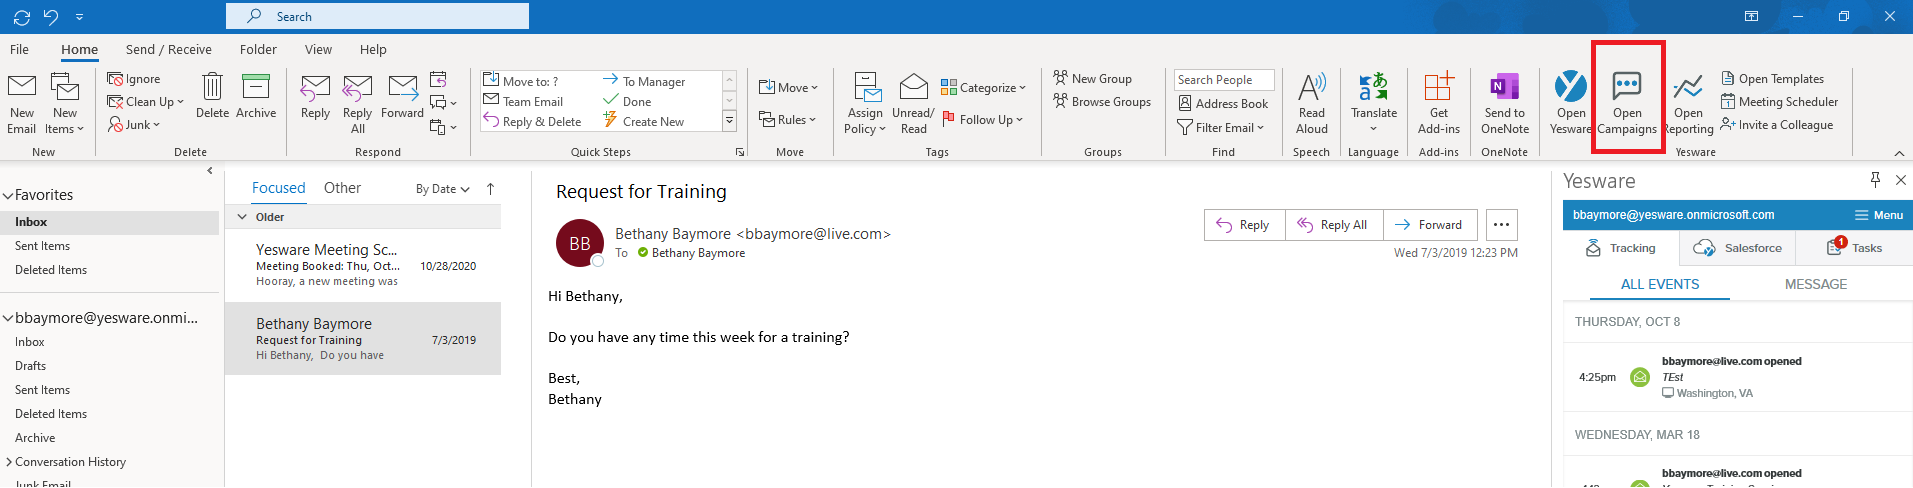 Search
File Home Send / Receive Folder View Help
New Email
New Items
New
Ignore
Clean Up
Junk
Delete
Archive
Delete
Reply
Reply All
Forward
Respond
Move to: ?
Team Email
Reply & Delete
To Manager
Done
Create New
Quick Steps
Move
Rules
Move
Assign Policy
Unread/ Read
Categorize
Follow Up
Tags
New Group
Browse Groups
Groups
Search People
Address Book
Filter Email
Find
Read Aloud
Speech
Translate
Language
Get Add-ins
Add-ins
Send to OneNote
OneNote
Open Yesware
Open Campaigns
Open Reporting
Open Templates
Meeting Scheduler
Invite a Colleague
Yesware
Favorites
Inbox
Sent Items
Deleted Items
bbaymore@yesware.onmi...
Inbox
Drafts
Sent Items
Deleted Items
Archive
Conversation History
Junk Email
Focused Other By Date
Older
Yesware Meeting Sc...
Meeting Booked: Thu, Oct... 10/28/2020
Hooray, a new meeting was
Bethany Baymore
Request for Training 7/3/2019
Hi Bethany, Do you have
Request for Training
BB
Bethany Baymore <bbaymore@live.com>
To Bethany Baymore
Reply Reply All Forward ...
Wed 7/3/2019 12:23 PM
Hi Bethany,
Do you have any time this week for a training?
Best,
Bethany
Yesware
bbaymore@yesware.onmicrosoft.com Menu
Tracking Salesforce 1 Tasks
ALL EVENTS MESSAGE
THURSDAY, OCT 8
bbaymore@live.com opened
4:25pm TEst
Washington, VA
WEDNESDAY, MAR 18
bbaymore@live.com opened